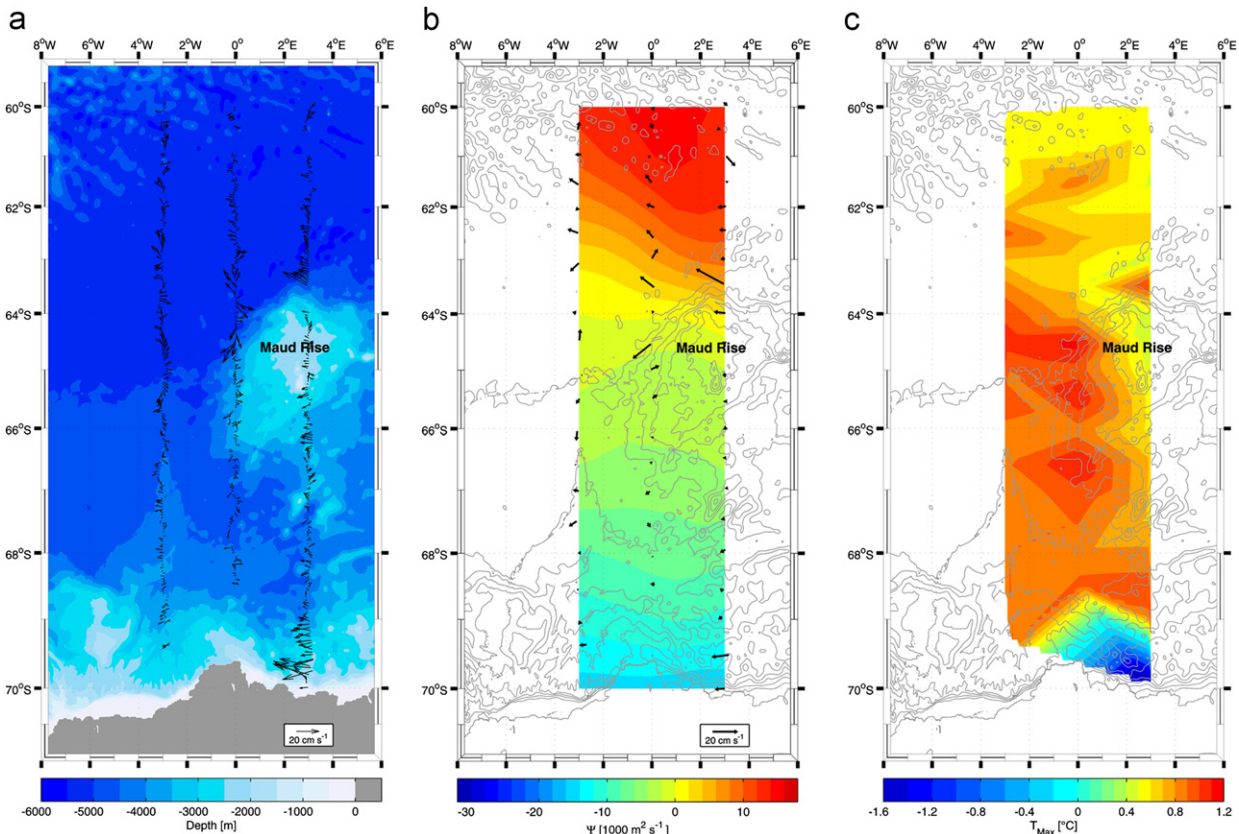 a
8°W 6°W 4°W 2°W 0° 2°E 4°E 6°E
60°S
62°S
64°S
66°S
68°S
70°S
Maud Rise
20 cm s⁻¹
-6000 -5000 -4000 -3000 -2000 -1000 0
Depth [m]
b
8°W 6°W 4°W 2°W 0° 2°E 4°E 6°E
60°S
62°S
64°S
66°S
68°S
70°S
Maud Rise
20 cm s⁻¹
-30 -20 -10 0 10
Ψ [1000 m² s⁻¹]
c
8°W 6°W 4°W 2°W 0° 2°E 4°E 6°E
60°S
62°S
64°S
66°S
68°S
70°S
Maud Rise
-1.6 -1.2 -0.8 -0.4 0 0.4 0.8 1.2
T_Max [°C]